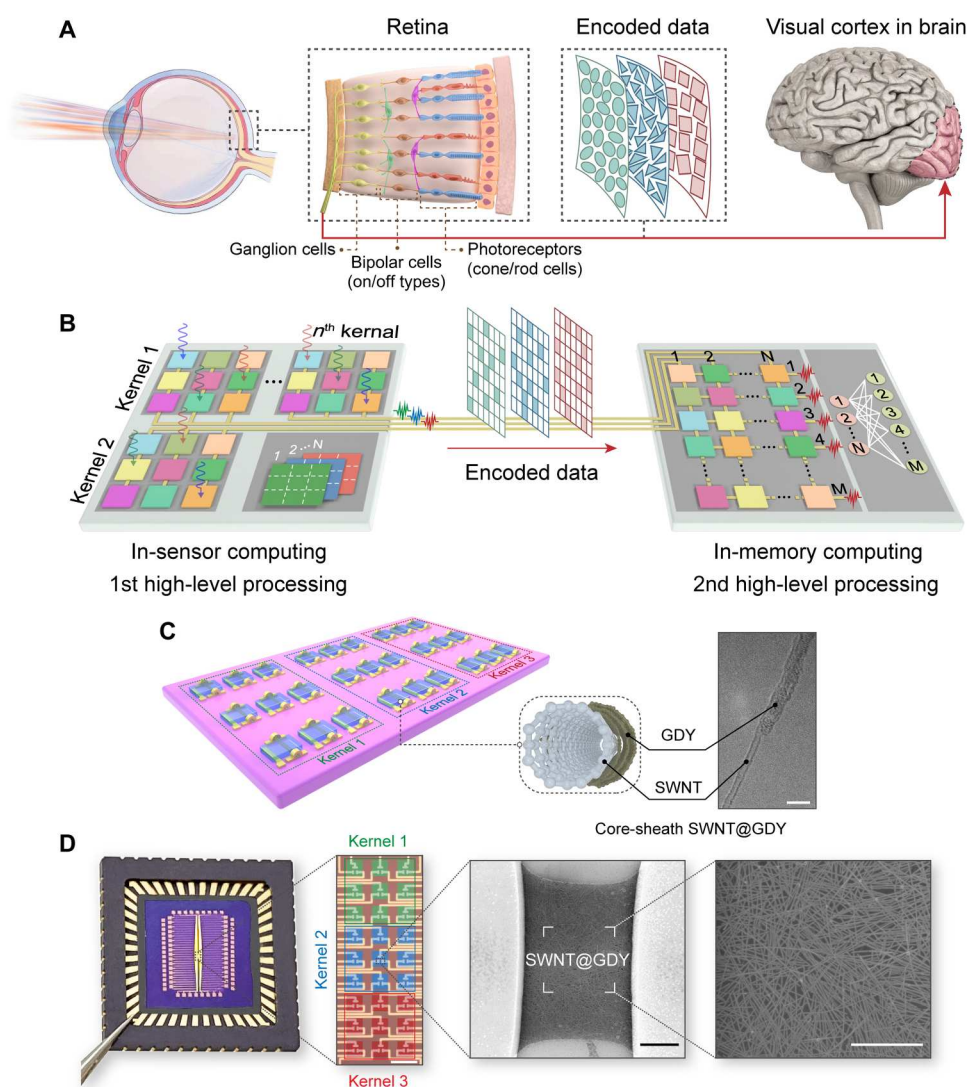 A
Retina
Encoded data
Visual cortex in brain
Ganglion cells
Bipolar cells
(on/off types)
Photoreceptors
(cone/rod cells)
B
Kernel 1
nth kernal
Kernel 2
1 2 ··· N
Encoded data
1 2 N
1
2
3
4
M
1
2
N
1
2
3
4
M
In-sensor computing
1st high-level processing
In-memory computing
2nd high-level processing
C
Kernel 1
Kernel 2
Kernel 3
GDY
SWNT
Core-sheath SWNT@GDY
D
Kernel 1
Kernel 2
Kernel 3
SWNT@GDY